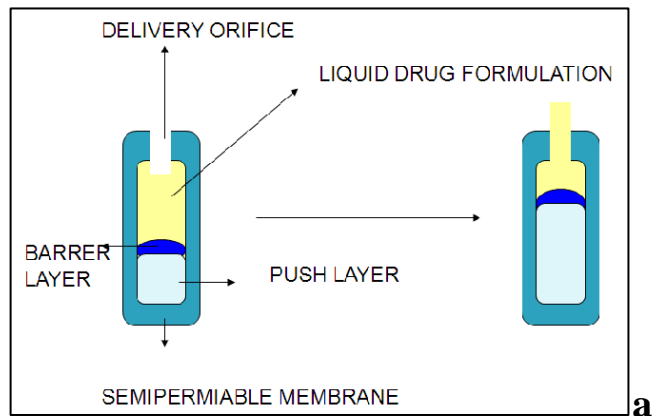 DELIVERY ORIFICE
LIQUID DRUG FORMULATION
BARRER
LAYER
PUSH LAYER
SEMIPERMIABLE MEMBRANE
a